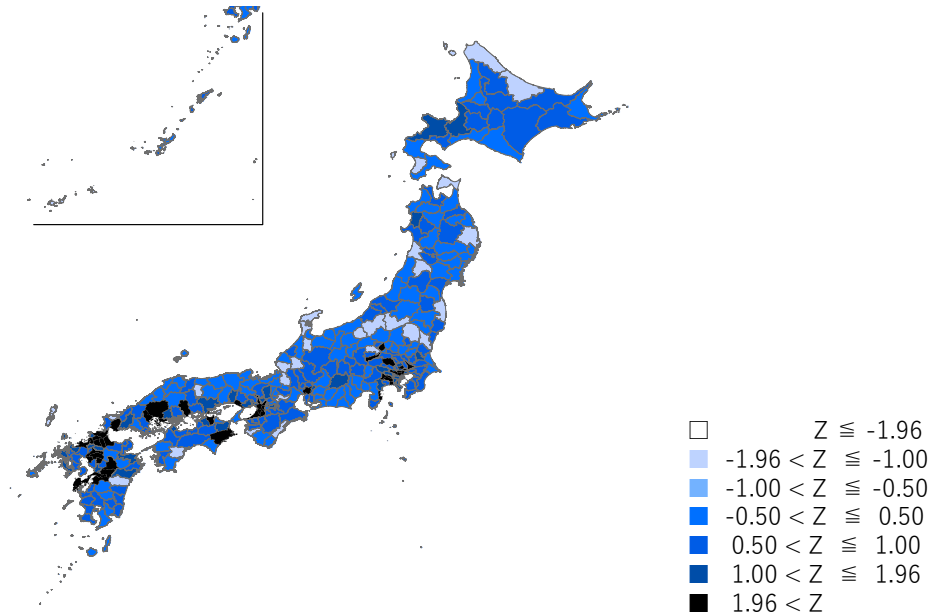 Z ≦ -1.96
-1.96 < Z ≦ -1.00
-1.00 < Z ≦ -0.50
-0.50 < Z ≦ 0.50
0.50 < Z ≦ 1.00
1.00 < Z ≦ 1.96
1.96 < Z